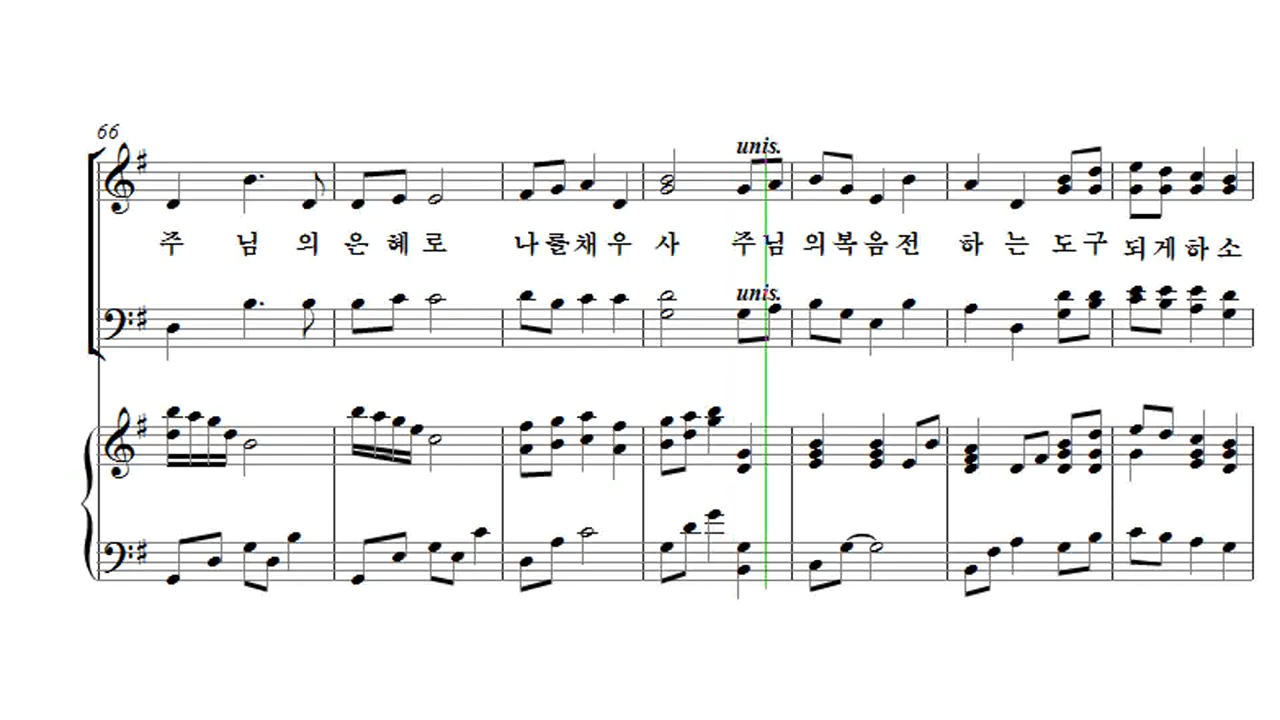 66
unis.
주 님 의 은 혜 로 나 를 채 우 사 주 님 의 복 음 전 하 는 도 구 되 게 하 소
unis.